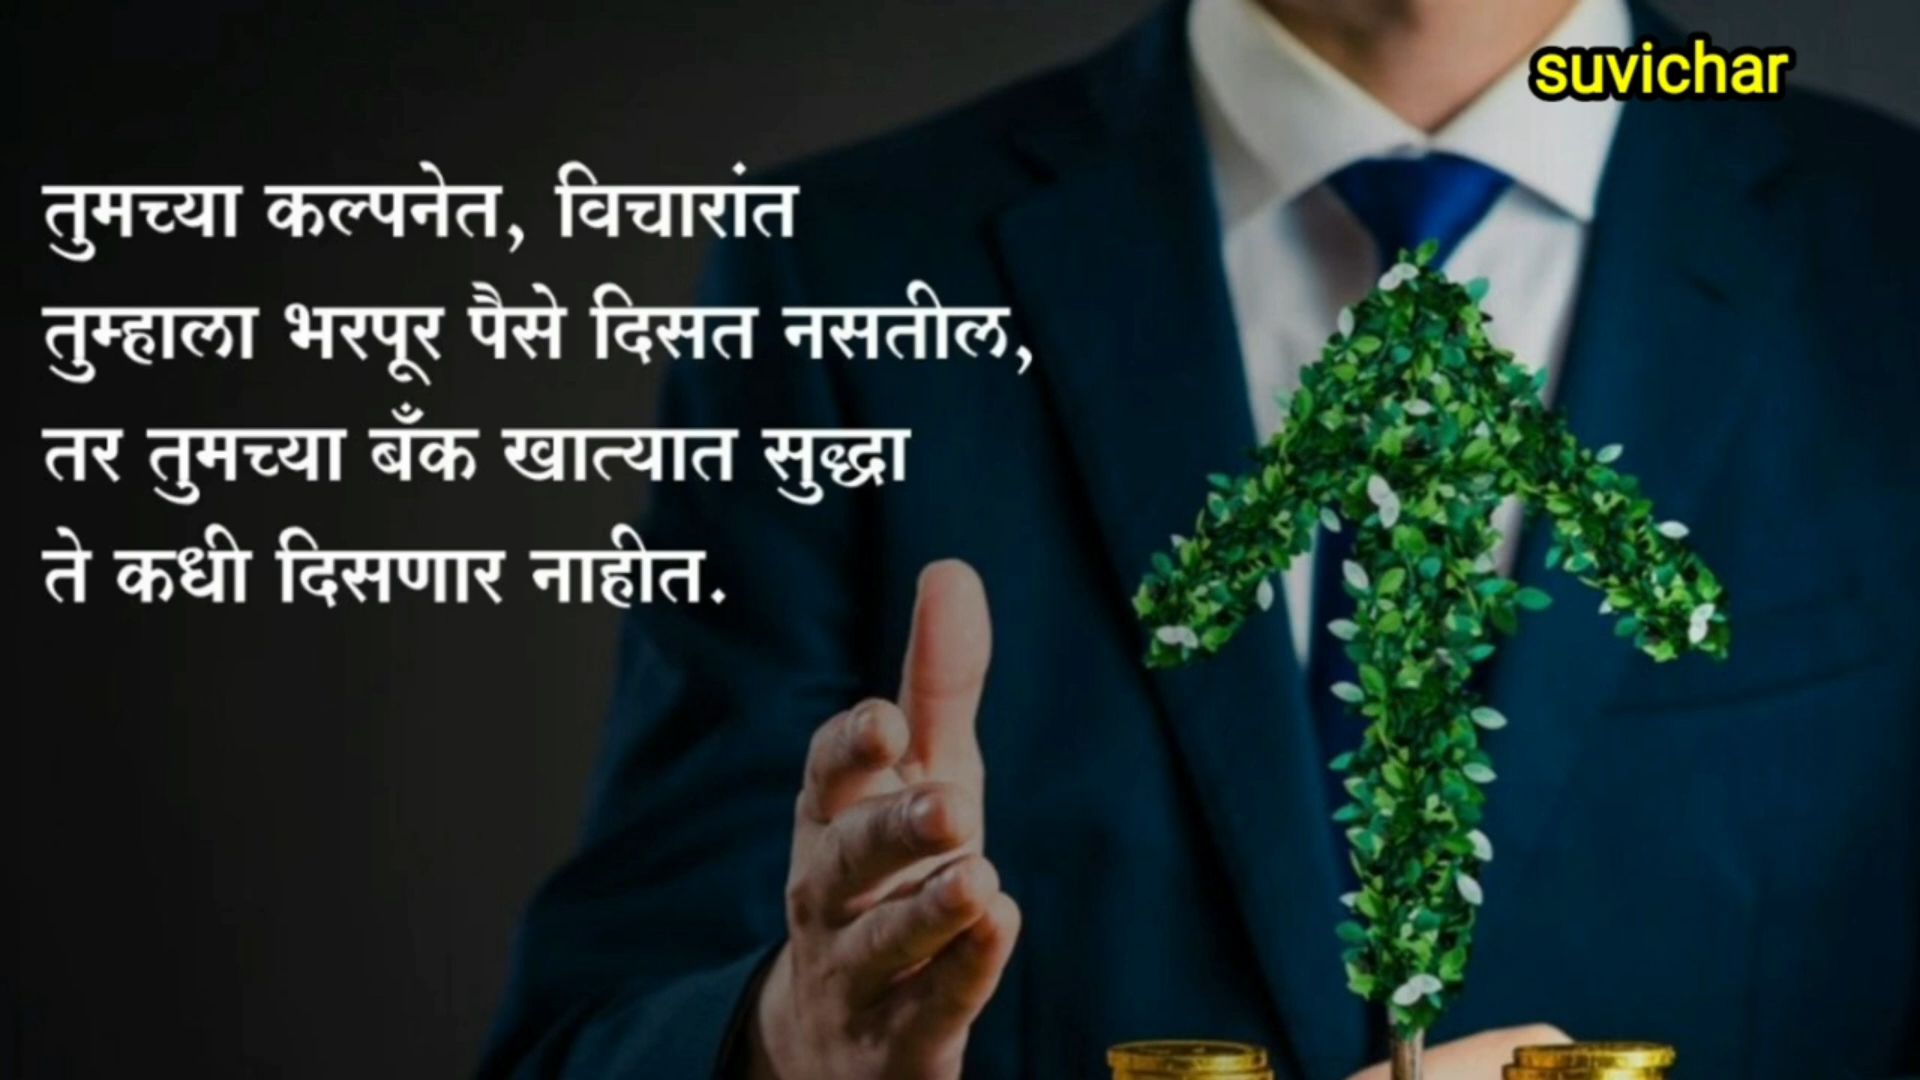 suvichar
तुमच्या कल्पनेत, विचारांत
तुम्हाला भरपूर पैसे दिसत नसतील,
तर तुमच्या बँक खात्यात सुद्धा
ते कधी दिसणार नाहीत.